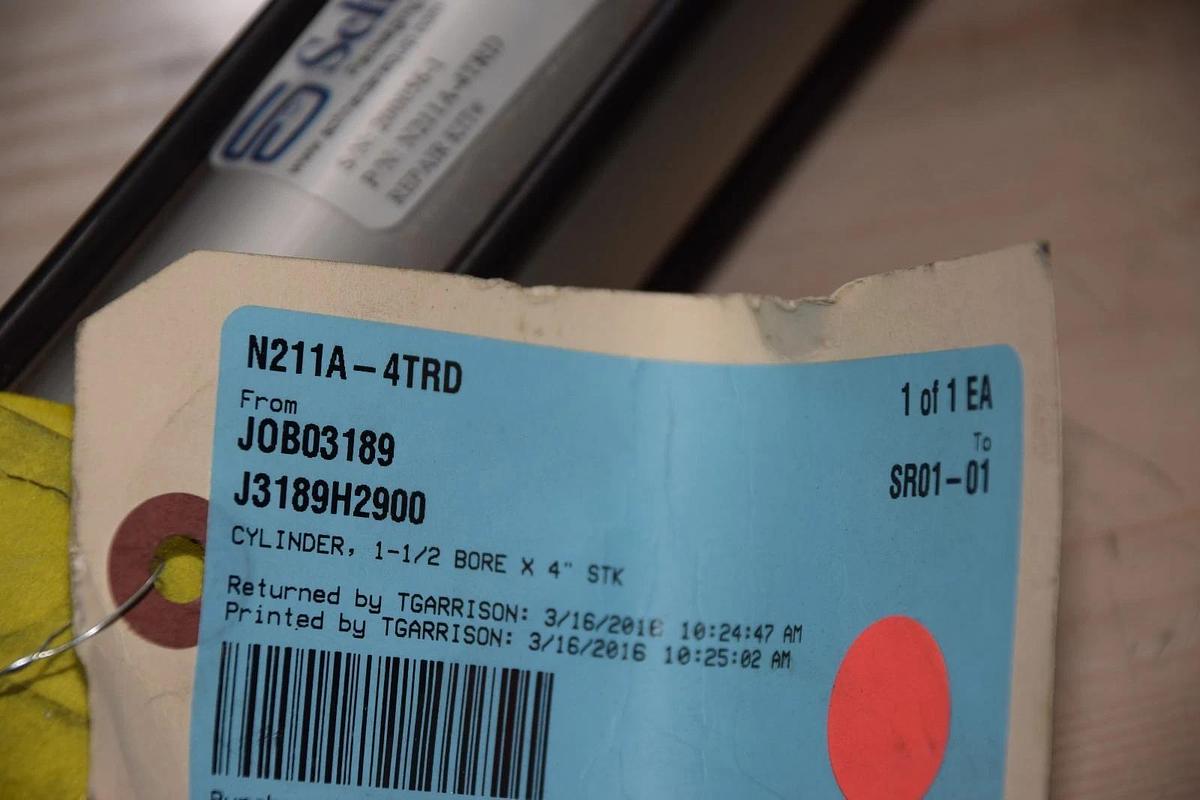 P/N: N211A-4TRD
REPAIR KIT#
N211A-4TRD
1 of 1 EA
From
To
JOB03189
SR01-01
J3189H2900
CYLINDER, 1-1/2 BORE X 4" STK
Returned by TGARRISON: 3/16/2016 10:24:47 AM
Printed by TGARRISON: 3/16/2016 10:25:02 AM